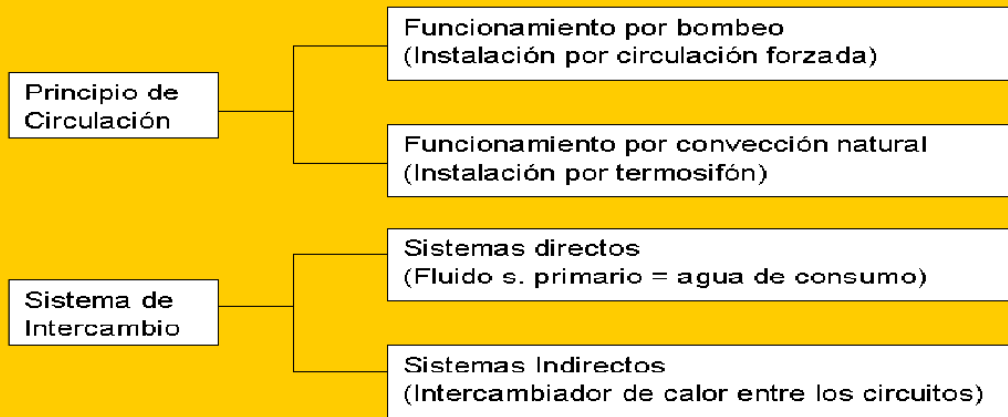 Principio de
Circulación
Funcionamiento por bombeo
(Instalación por circulación forzada)
Funcionamiento por convección natural
(Instalación por termosifón)
Sistema de
Intercambio
Sistemas directos
(Fluido s. primario = agua de consumo)
Sistemas Indirectos
(Intercambiador de calor entre los circuitos)